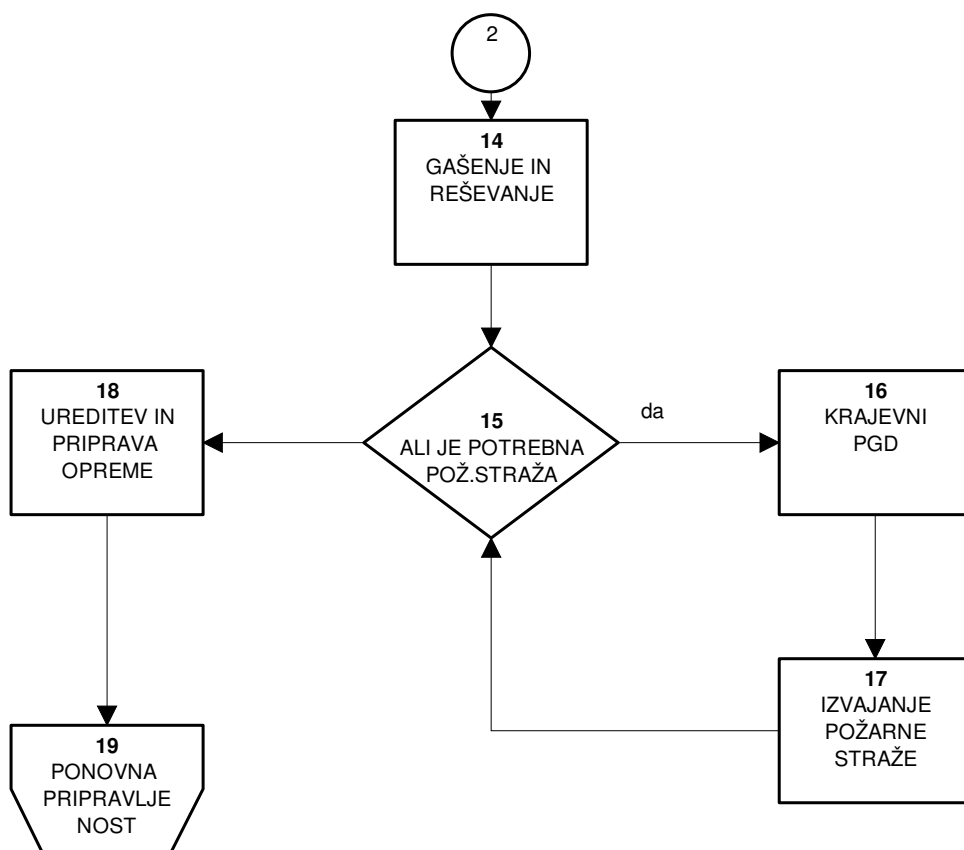 2
14
GAŠENJE IN
REŠEVANJE
15
ALI JE POTREBNA
POŽ.STRAŽA
da
16
KRAJEVNI
PGD
17
IZVAJANJE
POŽARNE
STRAŽE
18
UREDITEV IN
PRIPRAVA
OPREME
19
PONOVNA
PRIPRAVLJE
NOST